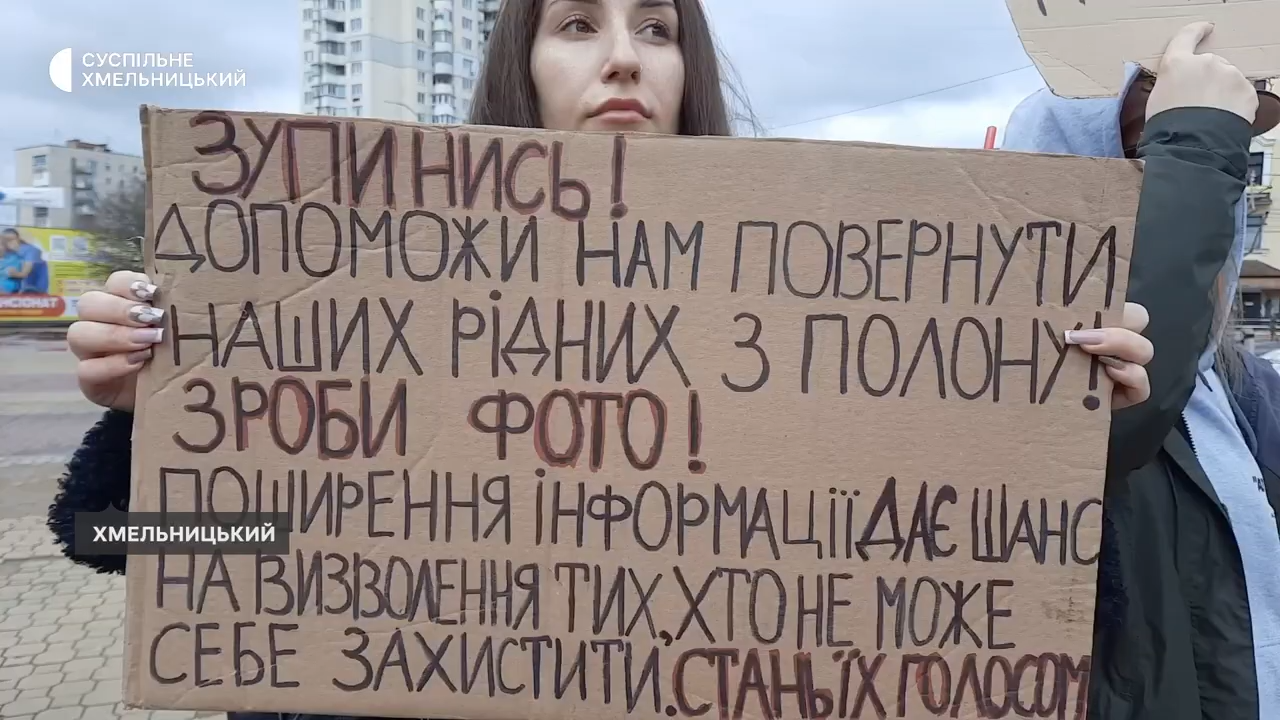 СУСПІЛЬНЕ
ХМЕЛЬНИЦЬКИЙ
ЗУПИНИСЬ!
ДОПОМОЖИ НАМ ПОВЕРНУТИ
НАШИХ РІДНИХ З ПОЛОНУ!
ЗРОБИ ФОТО!
ПОШИРЕННЯ ІНФОРМАЦІЇ ДАЄ ШАНС
НА ВИЗВОЛЕННЯ ТИХ, ХТО НЕ МОЖЕ
СЕБЕ ЗАХИСТИТИ. СТАНЬ ЇХ ГОЛОСОМ
ХМЕЛЬНИЦЬКИЙ